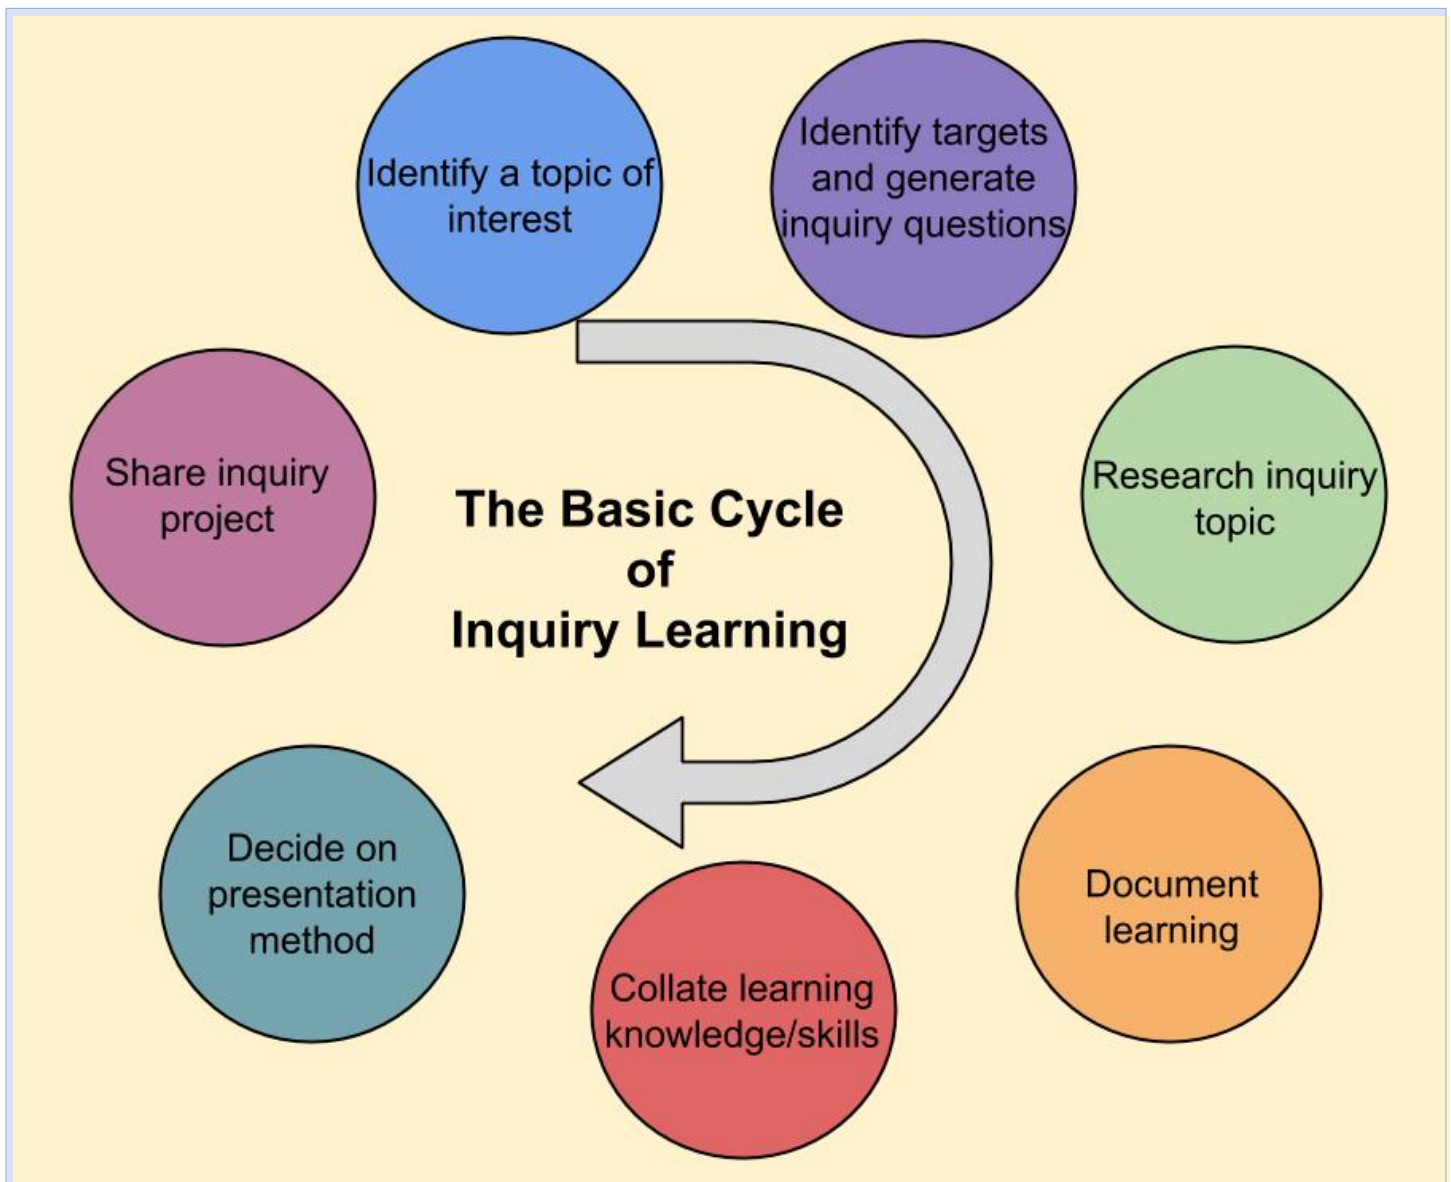 Identify a topic of
interest
Identify targets
and generate
inquiry questions
Research inquiry
topic
Document
learning
Collate learning
knowledge/skills
Decide on
presentation
method
Share inquiry
project
The Basic Cycle
of
Inquiry Learning